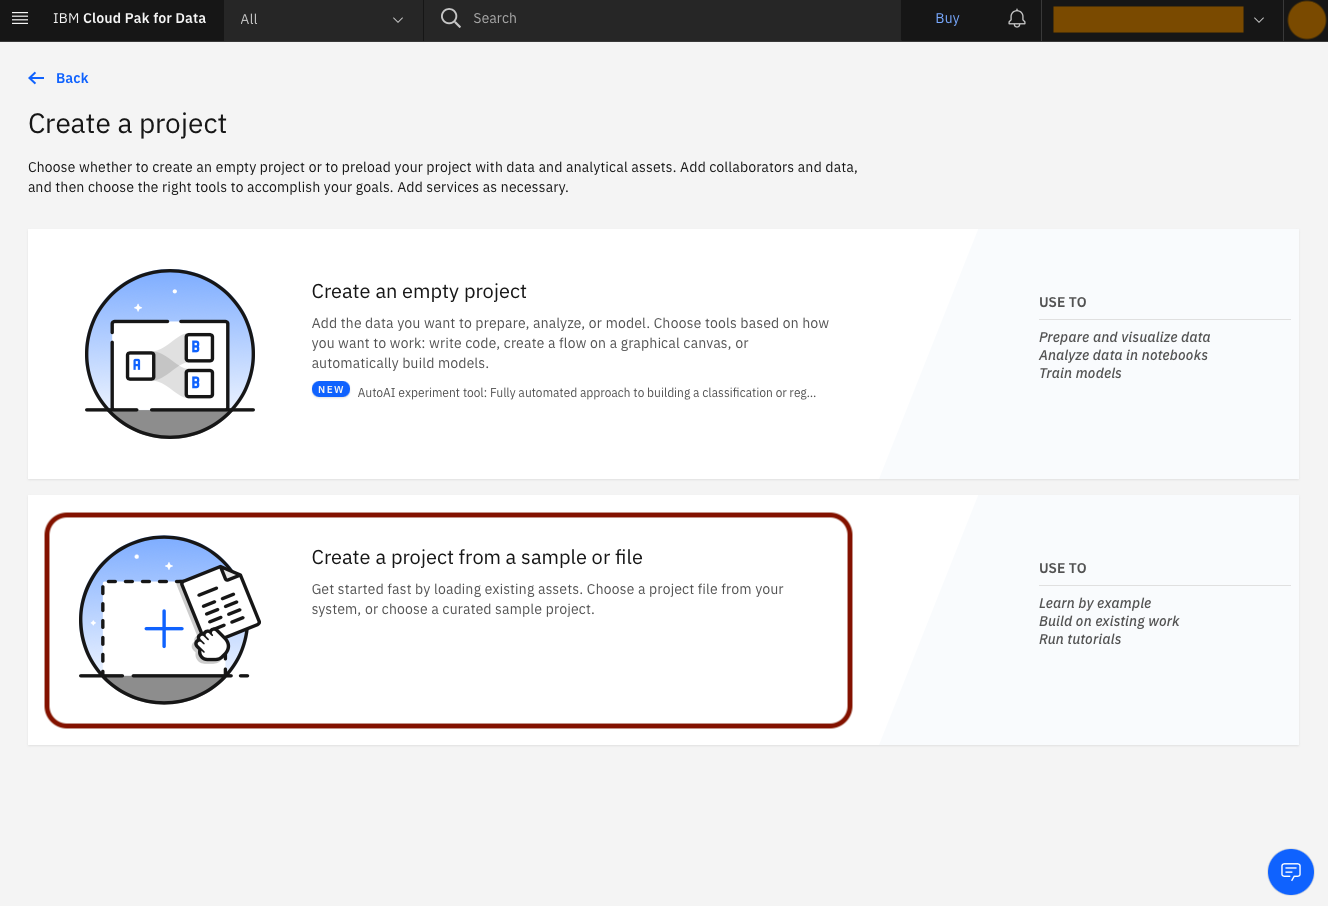 IBM Cloud Pak for Data
All
Search
Buy
Back
Create a project
Choose whether to create an empty project or to preload your project with data and analytical assets. Add collaborators and data,
and then choose the right tools to accomplish your goals. Add services as necessary.
A
B
B
Create an empty project
Add the data you want to prepare, analyze, or model. Choose tools based on how
you want to work: write code, create a flow on a graphical canvas, or
automatically build models.
NEW AutoAI experiment tool: Fully automated approach to building a classification or reg...
USE TO
Prepare and visualize data
Analyze data in notebooks
Train models
Create a project from a sample or file
Get started fast by loading existing assets. Choose a project file from your
system, or choose a curated sample project.
USE TO
Learn by example
Build on existing work
Run tutorials